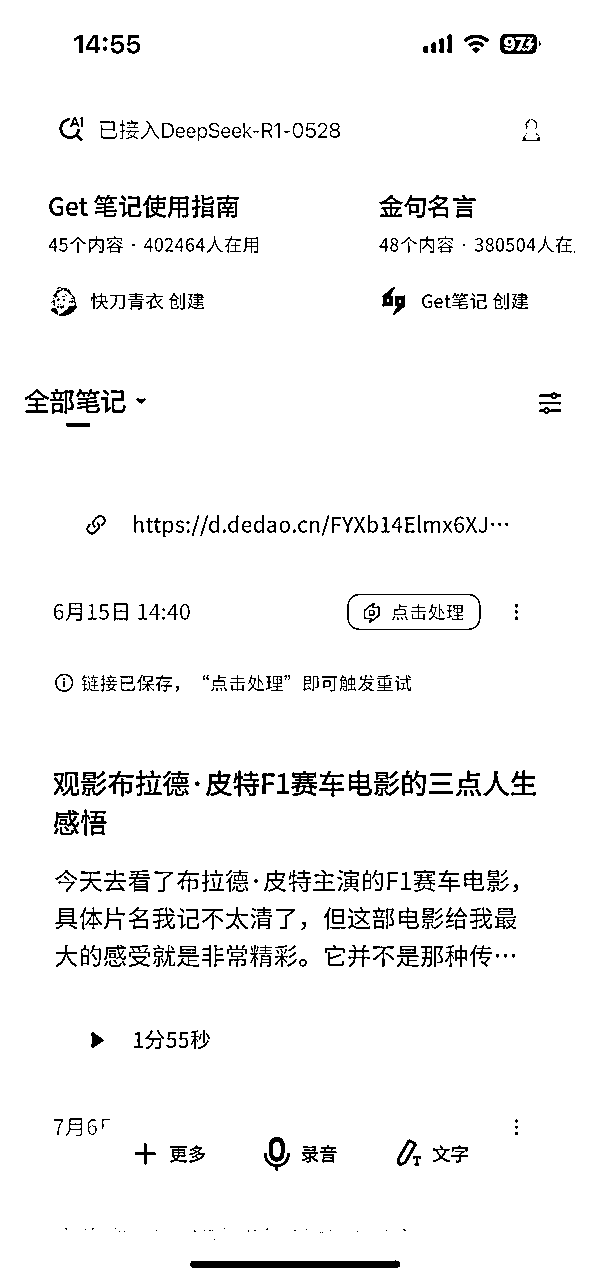 14:55
97
已接入DeepSeek-R1-0528
Get 笔记使用指南
45个内容 · 402464人在用
快刀青衣 创建
金句名言
48个内容 · 380504人在
Get笔记 创建
全部笔记
https://d.dedao.cn/FYXb14Elmx6XJ…
6月15日 14:40
点击处理
链接已保存，“点击处理”即可触发重试
观影布拉德·皮特F1赛车电影的三点人生
感悟
今天去看了布拉德·皮特主演的F1赛车电影，
具体片名我记不太清了，但这部电影给我最
大的感受就是非常精彩。它并不是那种传…
1分55秒
7月6
更多
录音
文字